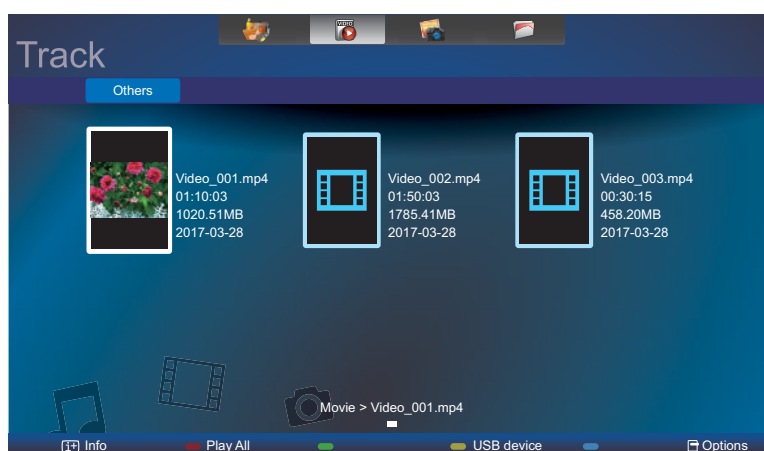 VIDEO
Track
Others
Video_001.mp4
01:10:03
1020.51MB
2017-03-28
Video_002.mp4
01:50:03
1785.41MB
2017-03-28
Video_003.mp4
00:30:15
458.20MB
2017-03-28
Movie > Video_001.mp4
i+ Info
Play All
USB device
Options